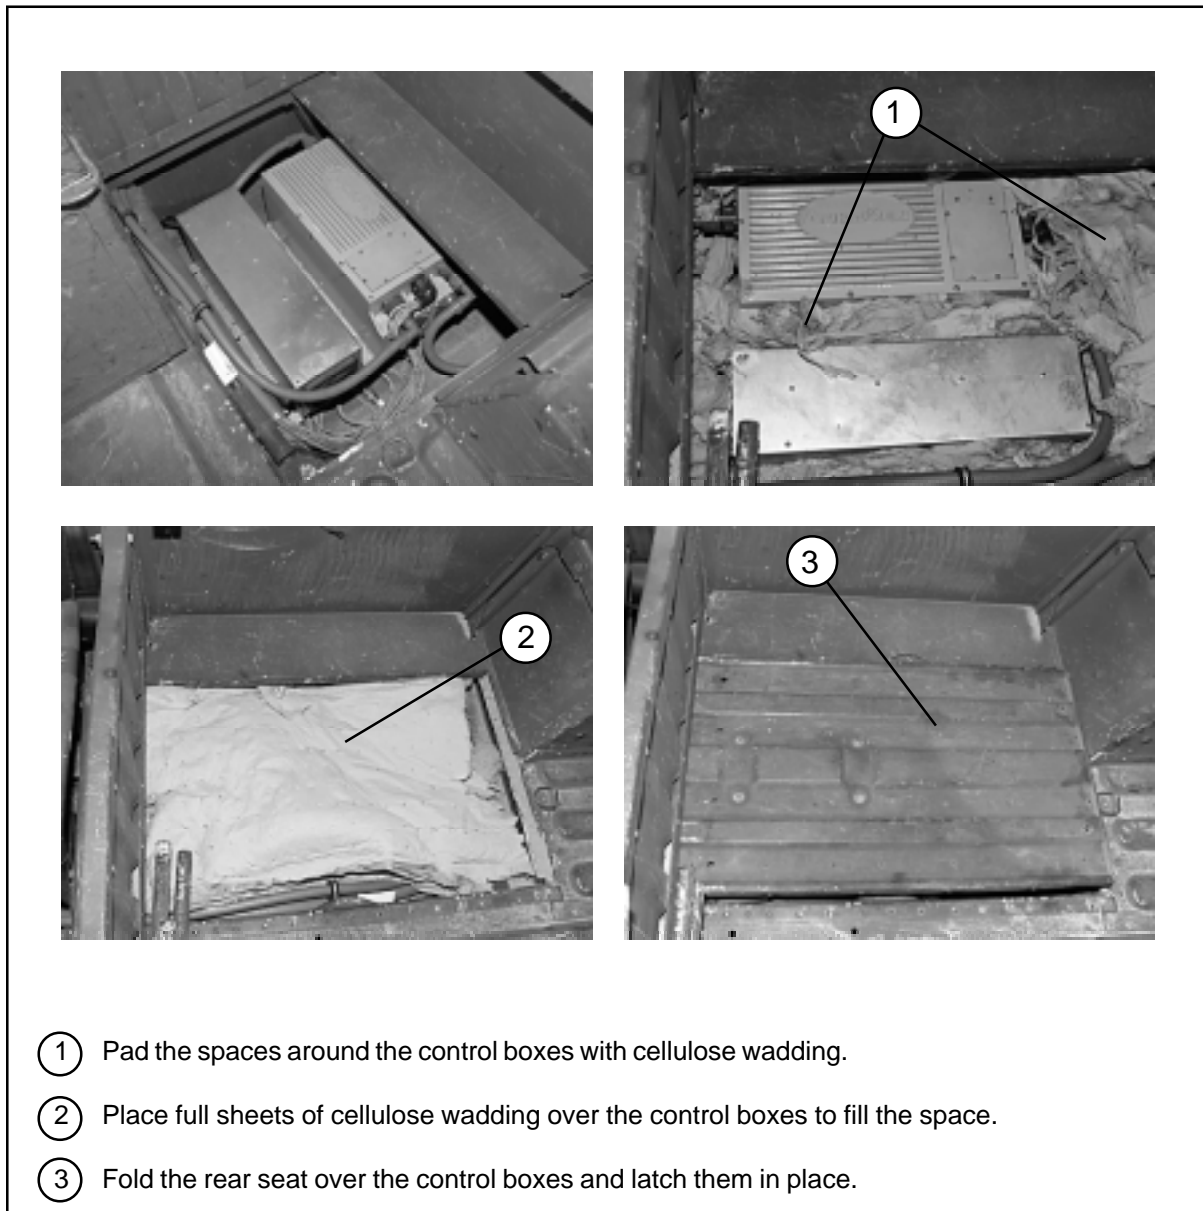 1
2
3
1 Pad the spaces around the control boxes with cellulose wadding.
2 Place full sheets of cellulose wadding over the control boxes to fill the space.
3 Fold the rear seat over the control boxes and latch them in place.